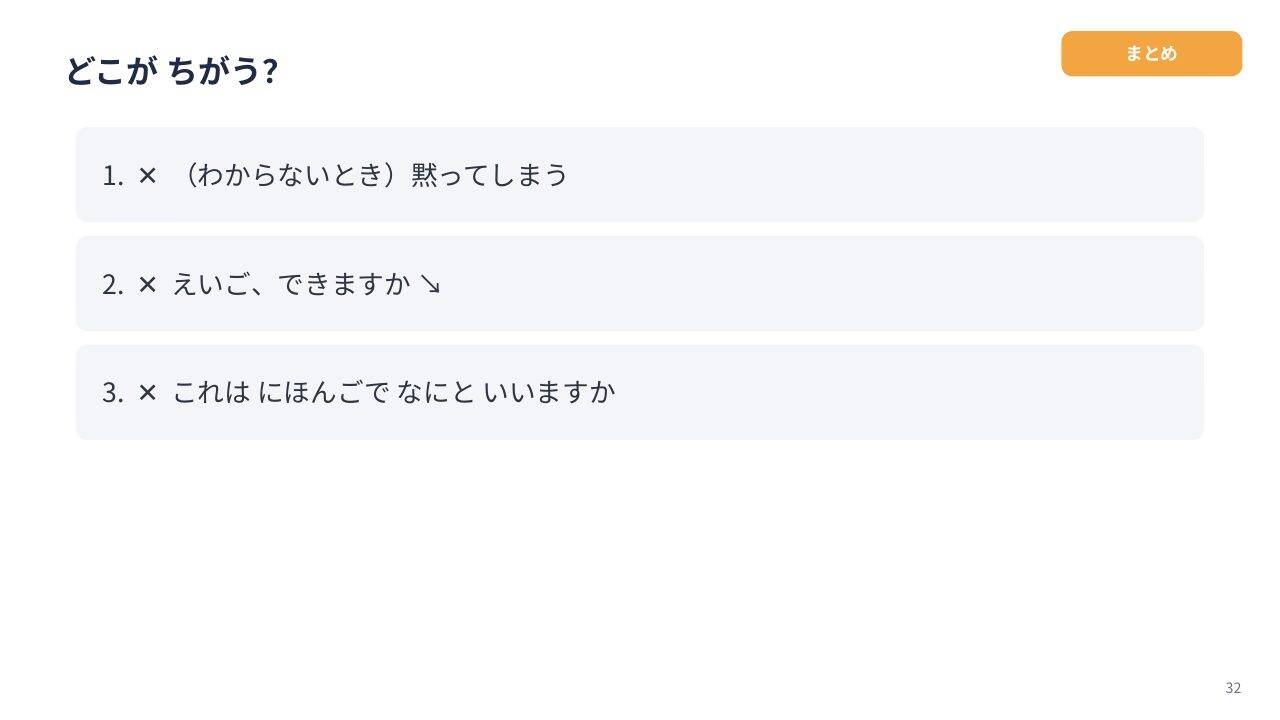 どこが ちがう?
まとめ
1. ✕ （わからないとき）黙ってしまう
2. ✕ えいご、できますか ↘
3. ✕ これは にほんごで なにと いいますか
32